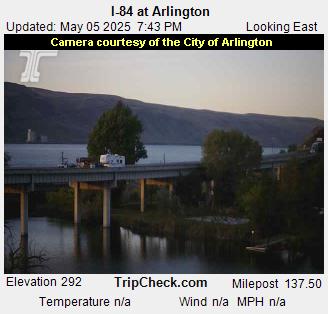 I-84 at Arlington
Updated: May 05 2025 7:43 PM Looking East
Camera courtesy of the City of Arlington
Elevation 292 TripCheck.com Milepost 137.50
Temperature n/a Wind n/a MPH n/a